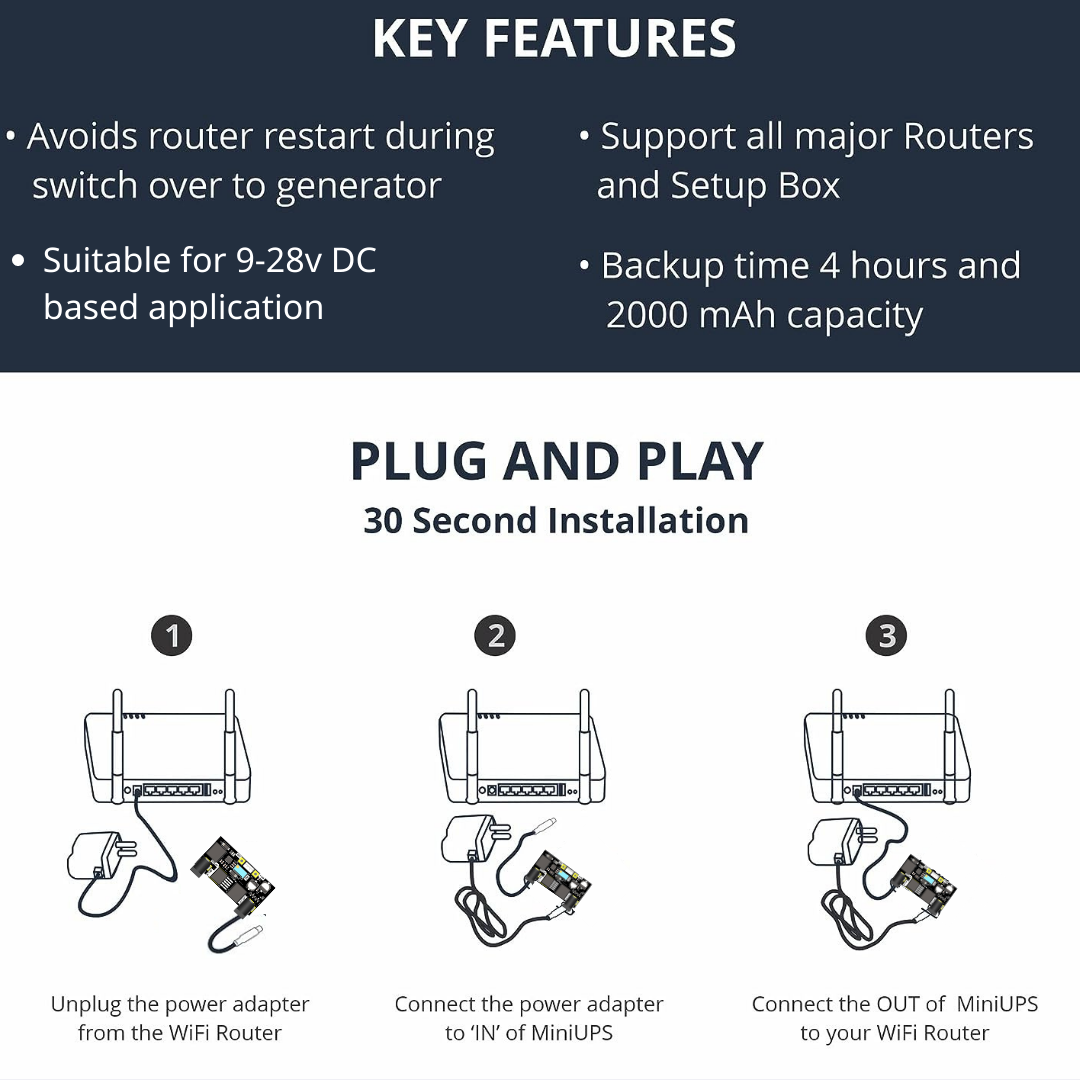 KEY FEATURES
• Avoids router restart during
switch over to generator
• Suitable for 9-28v DC
based application
• Support all major Routers
and Setup Box
• Backup time 4 hours and
2000 mAh capacity
PLUG AND PLAY
30 Second Installation
1
Unplug the power adapter
from the WiFi Router
2
Connect the power adapter
to ‘IN’ of MiniUPS
3
Connect the OUT of MiniUPS
to your WiFi Router